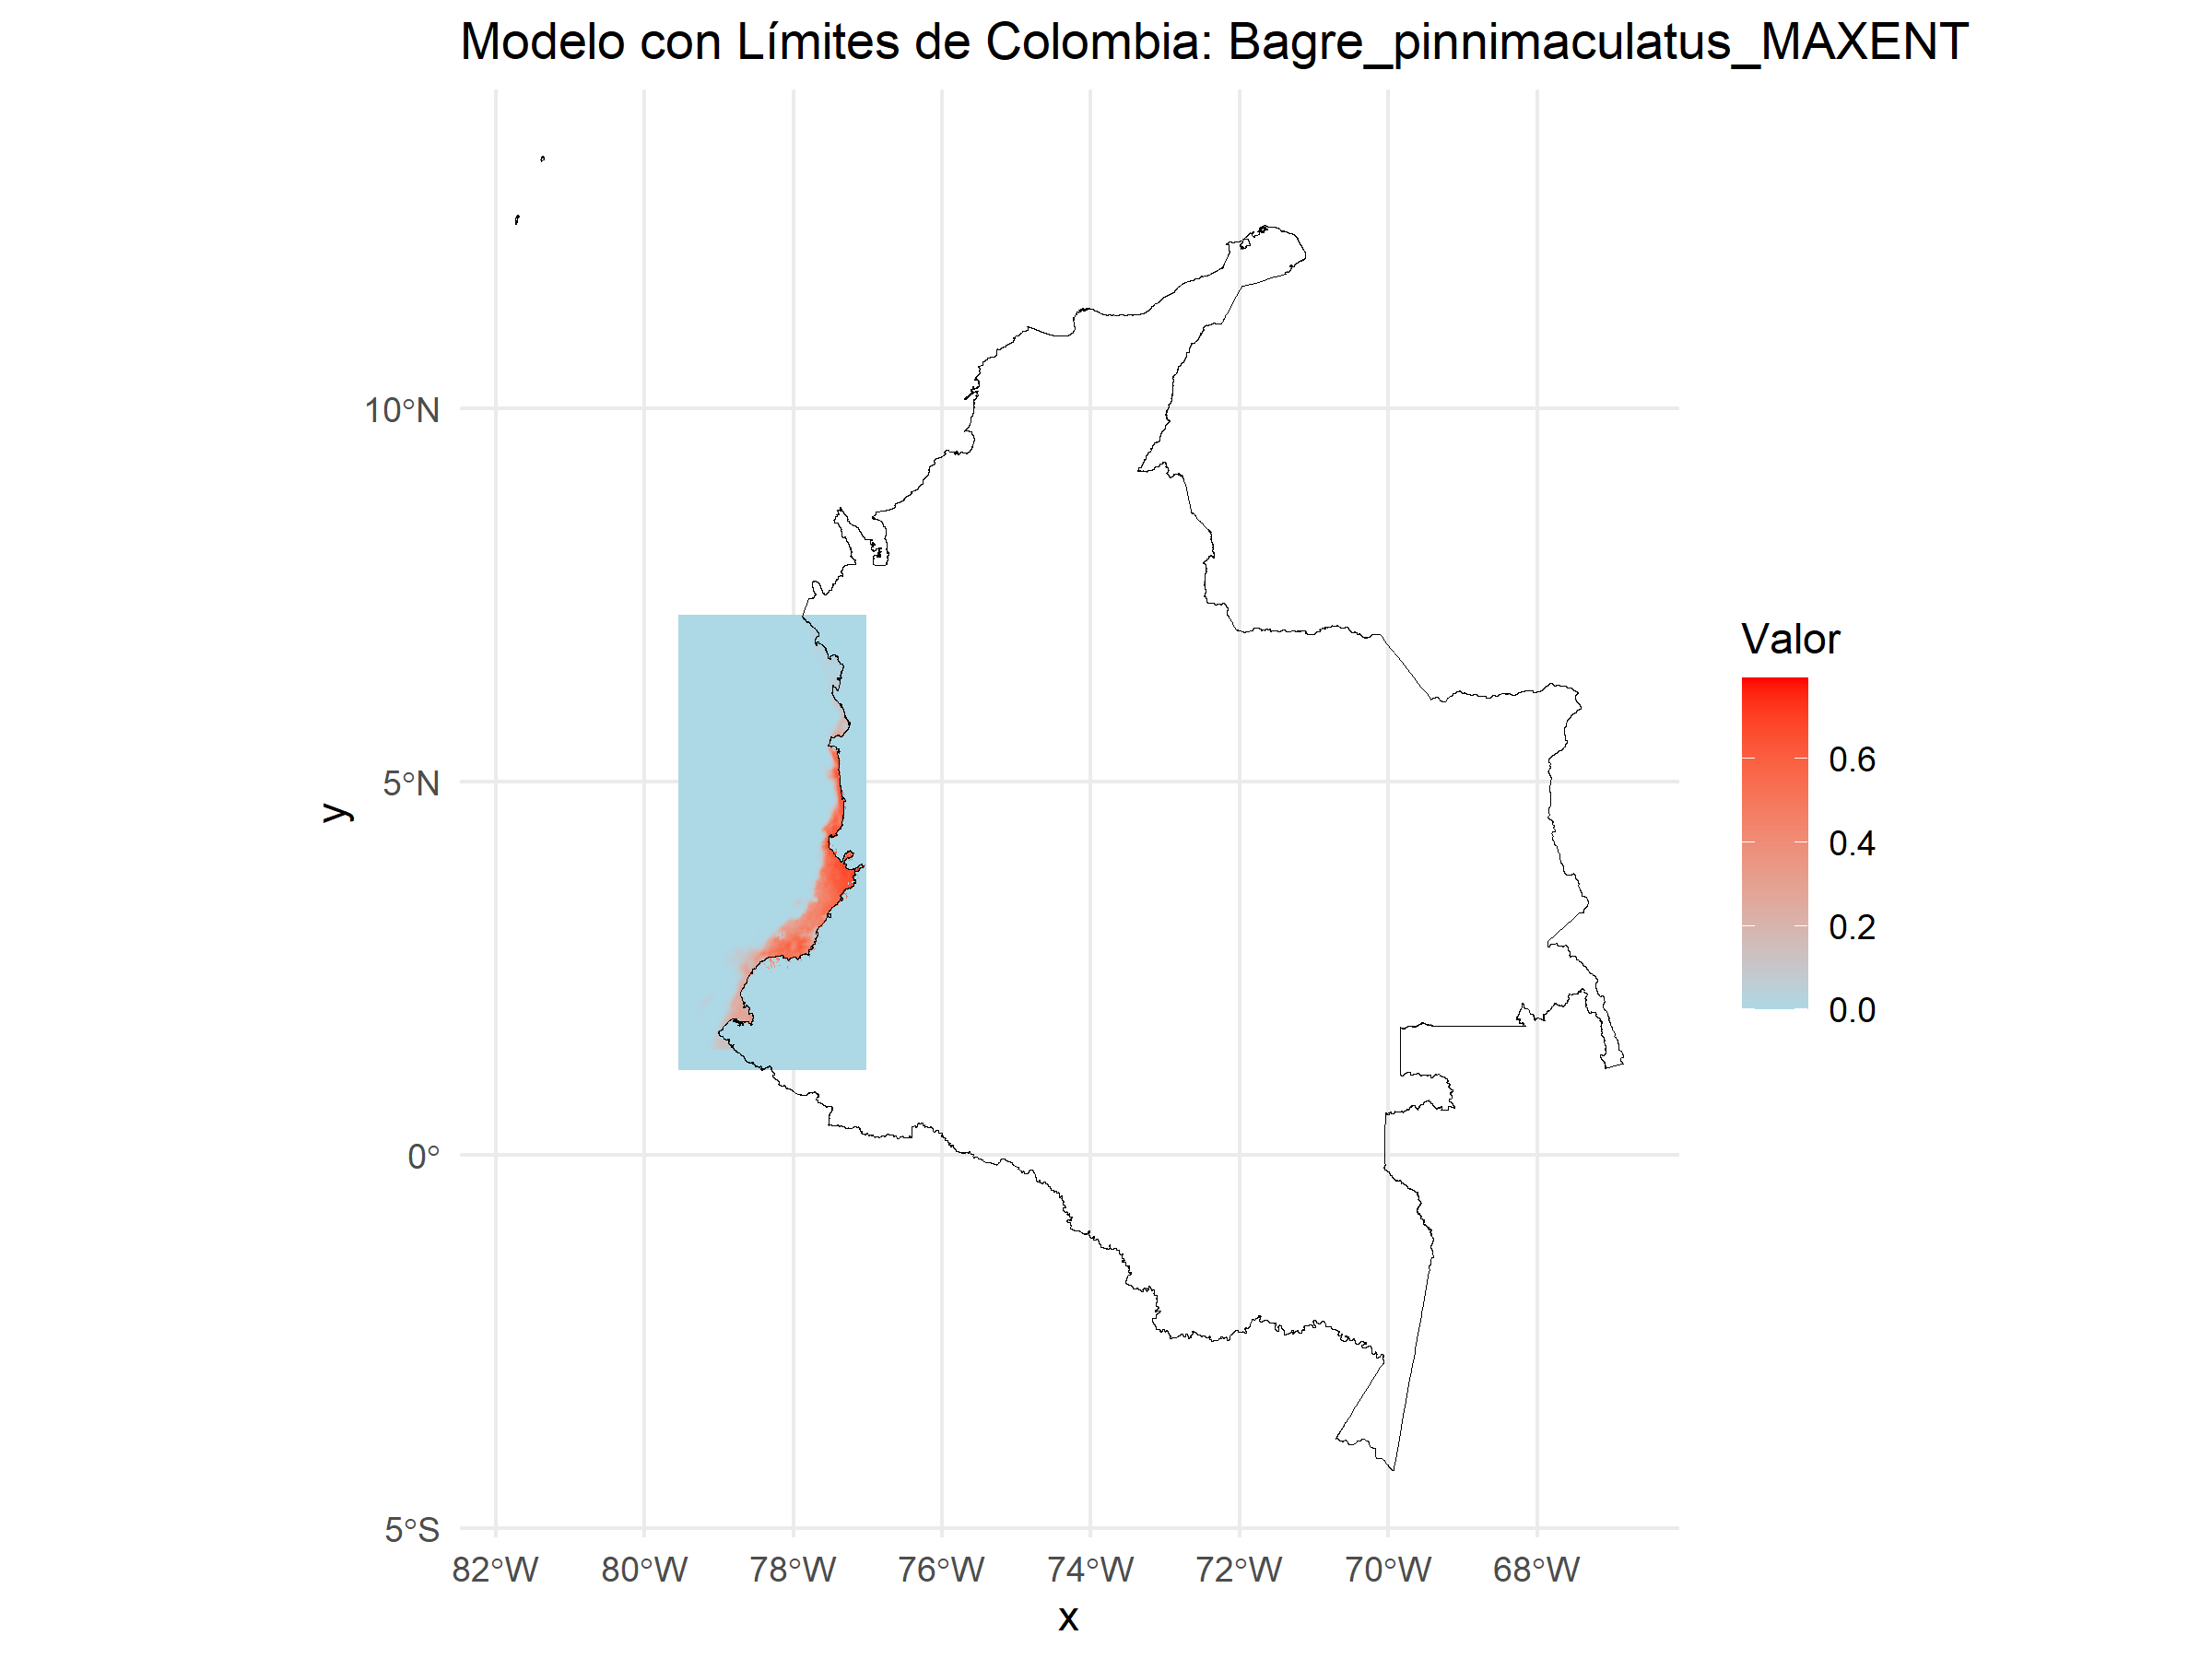 Modelo con Límites de Colombia: Bagre_pinnimaculatus_MAXENT
10°N
5°N
0°
5°S
y
82°W 80°W 78°W 76°W 74°W 72°W 70°W 68°W
x
Valor
0.6
0.4
0.2
0.0